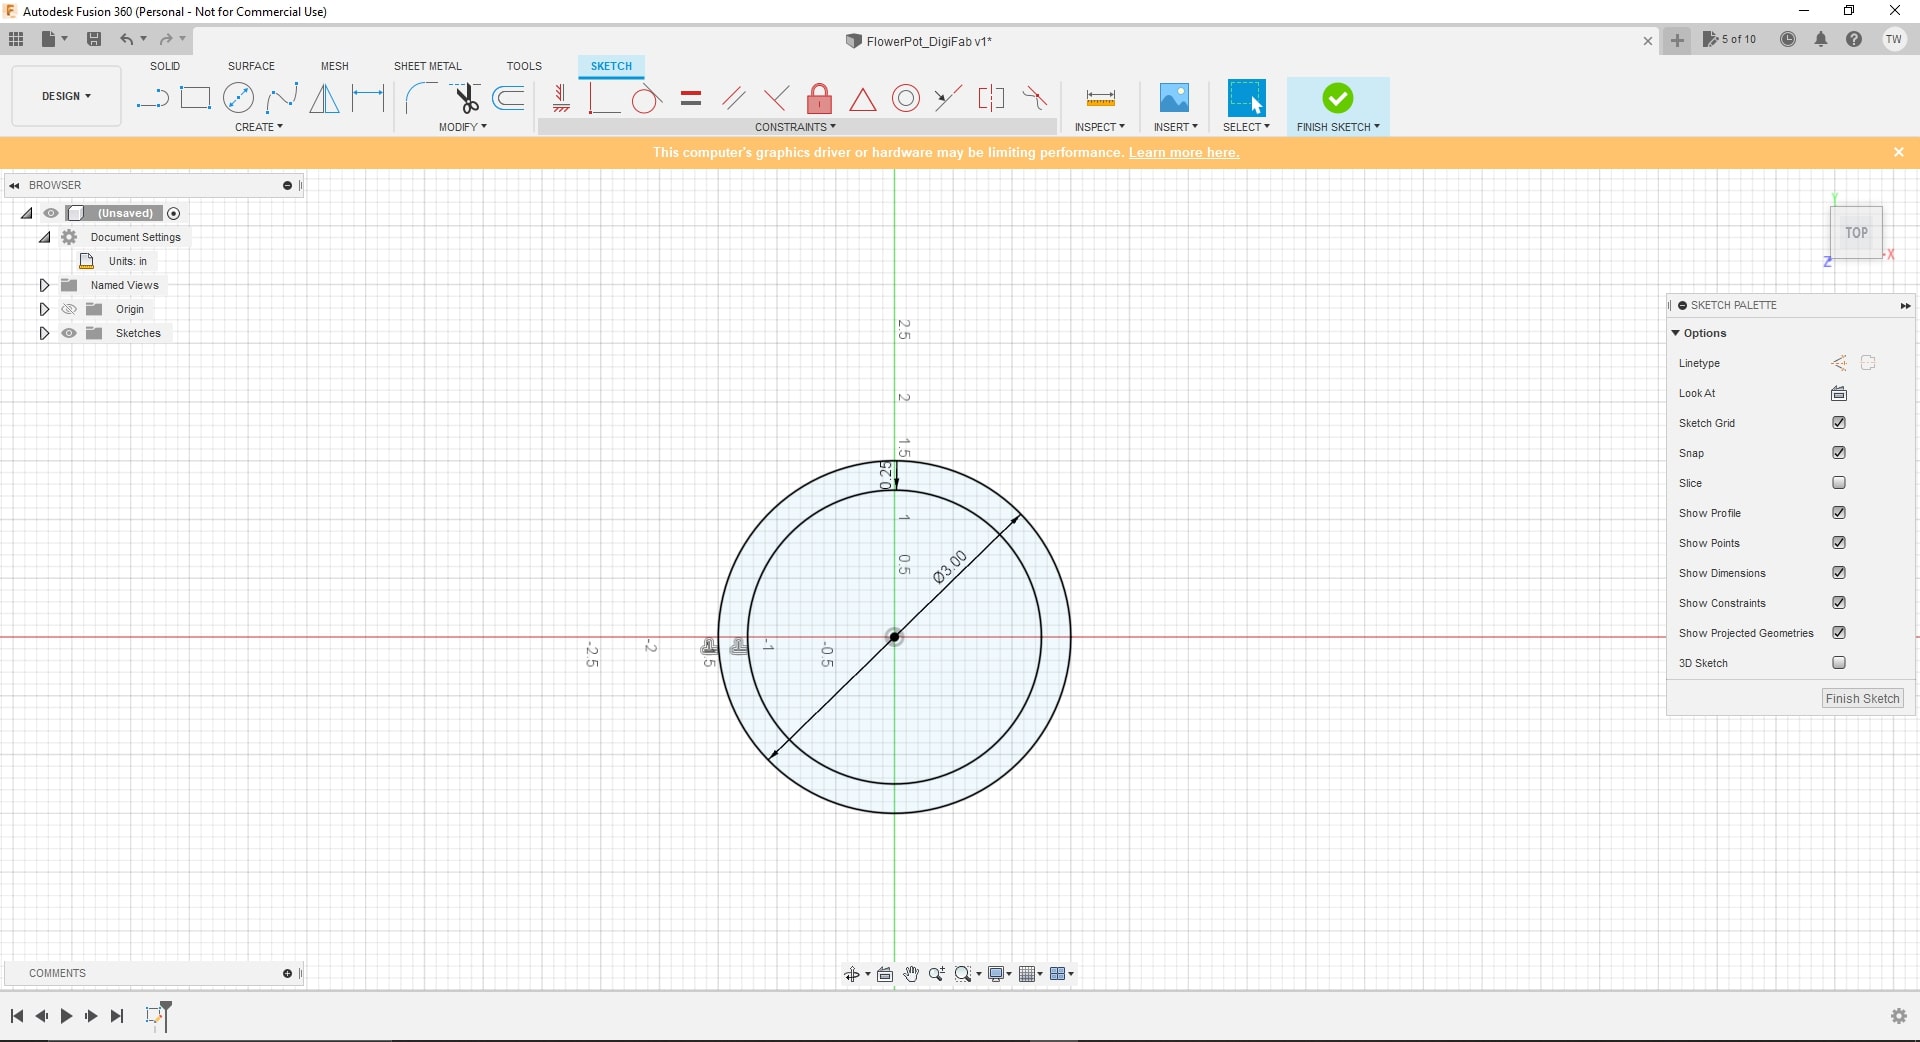 Autodesk Fusion 360 (Personal - Not for Commercial Use)
FlowerPot_DigiFab v1*
5 of 10
TW
SOLID
SURFACE
MESH
SHEET METAL
TOOLS
SKETCH
DESIGN
CREATE
MODIFY
CONSTRAINTS
INSPECT
INSERT
SELECT
FINISH SKETCH
This computer's graphics driver or hardware may be limiting performance. Learn more here.
BROWSER
(Unsaved)
Document Settings
Units: in
Named Views
Origin
Sketches
Y
TOP
X
Z
SKETCH PALETTE
Options
Linetype
Look At
Sketch Grid
Snap
Slice
Show Profile
Show Points
Show Dimensions
Show Constraints
Show Projected Geometries
3D Sketch
Finish Sketch
2.5
2
1.5
0.25
1
0.5
Ø3.00
-2.5
-2
-1
-0.5
COMMENTS